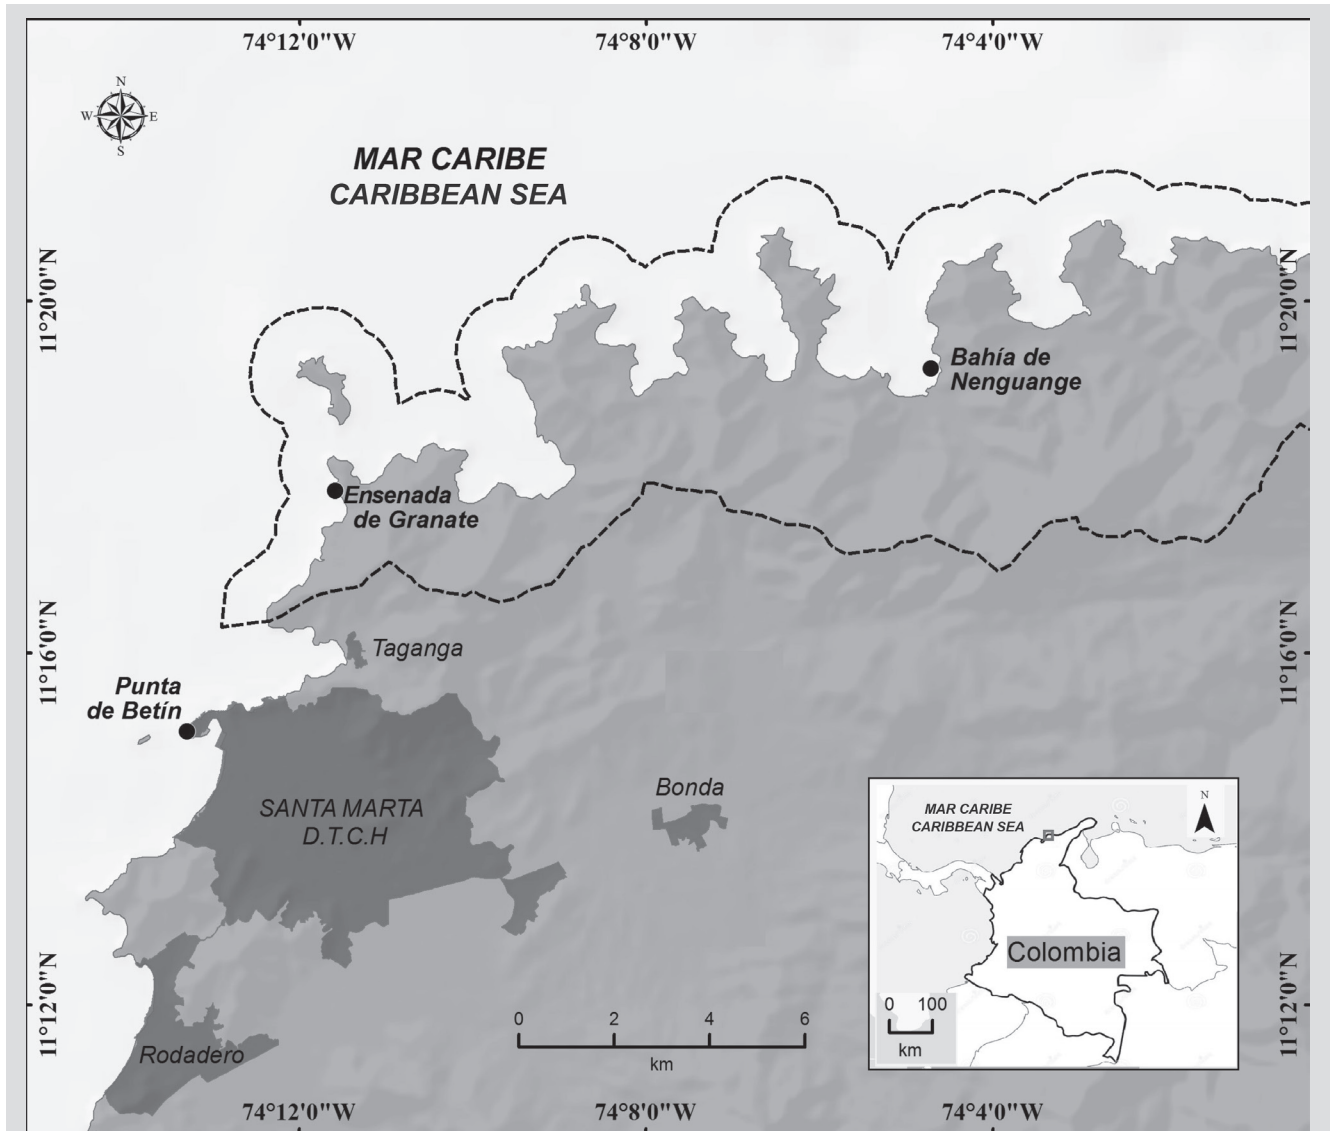 74°12'0"W 74°8'0"W 74°4'0"W
N
W E
S
MAR CARIBE
CARIBBEAN SEA
11°20'0"N 11°20'0"N
Bahía de
Nenguange
Ensenada
de Granate
11°16'0"N 11°16'0"N
Taganga
Punta
de Betín
SANTA MARTA
D.T.C.H
Bonda
N
MAR CARIBE
CARIBBEAN SEA
Colombia
0 100
km
11°12'0"N 11°12'0"N
0 2 4 6
km
Rodadero
74°12'0"W 74°8'0"W 74°4'0"W